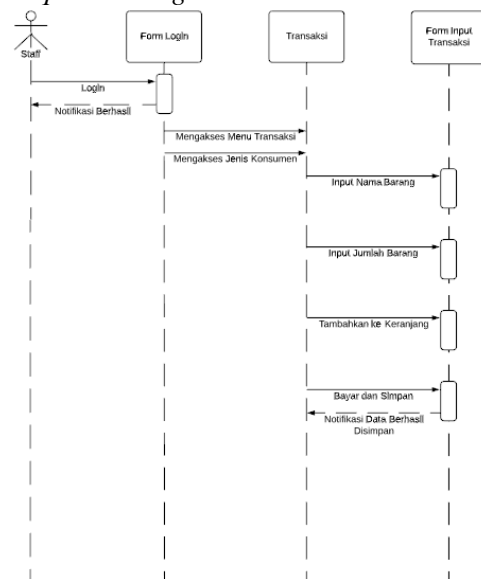 Form Login
Transaksi
Form Input
Transaksi
Staff
Login
Notifikasi Berhasil
Mengakses Menu Transaksi
Mengakses Jenis Konsumen
Input Nama Barang
Input Jumlah Barang
Tambahkan ke Keranjang
Bayar dan Simpan
Notifikasi Data Berhasil
Disimpan